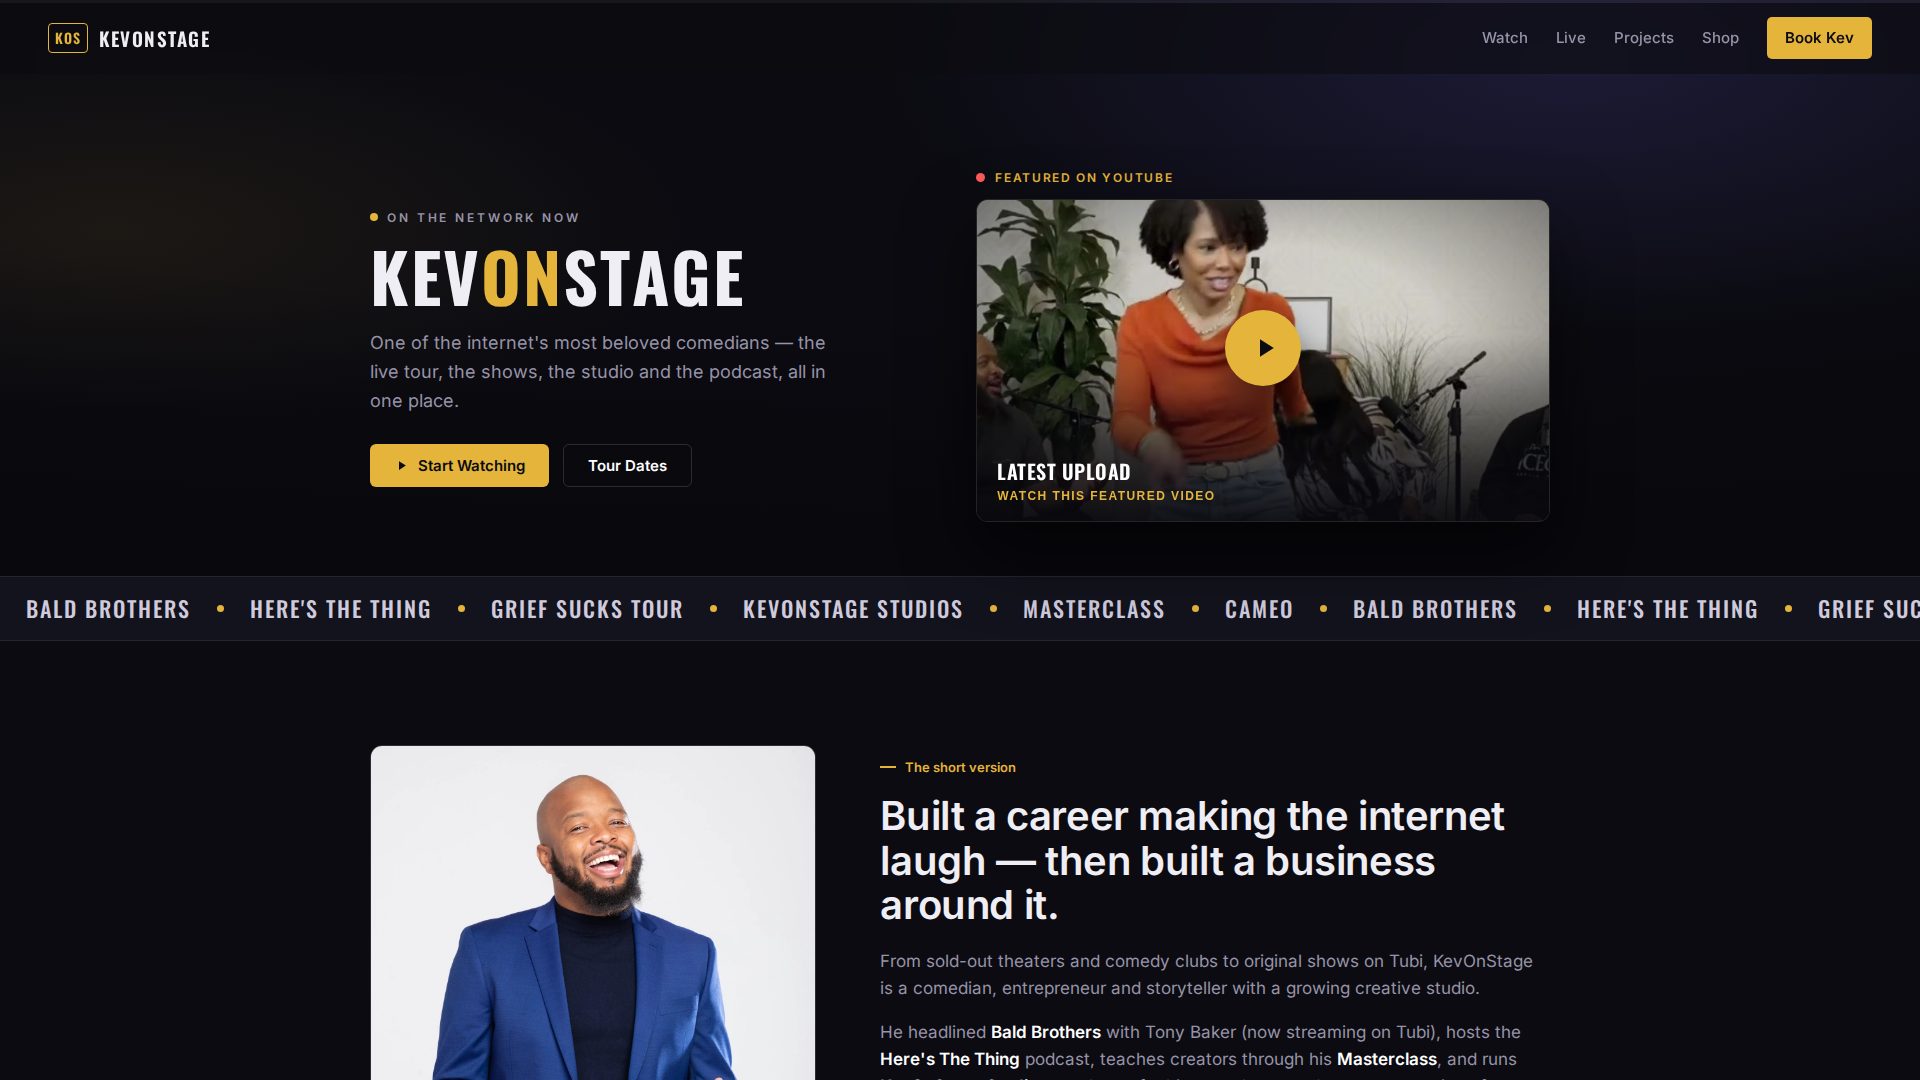 KOS KEVONSTAGE
Watch Live Projects Shop Book Kev
FEATURED ON YOUTUBE
ON THE NETWORK NOW
KEVONSTAGE
One of the internet's most beloved comedians — the
live tour, the shows, the studio and the podcast, all in
one place.
Start Watching Tour Dates
LATEST UPLOAD
WATCH THIS FEATURED VIDEO
BALD BROTHERS • HERE'S THE THING • GRIEF SUCKS TOUR • KEVONSTAGE STUDIOS • MASTERCLASS • CAMEO • BALD BROTHERS • HERE'S THE THING • GRIEF SUC
— The short version
Built a career making the internet
laugh — then built a business
around it.
From sold-out theaters and comedy clubs to original shows on Tubi, KevOnStage
is a comedian, entrepreneur and storyteller with a growing creative studio.
He headlined Bald Brothers with Tony Baker (now streaming on Tubi), hosts the
Here's The Thing podcast, teaches creators through his Masterclass, and runs